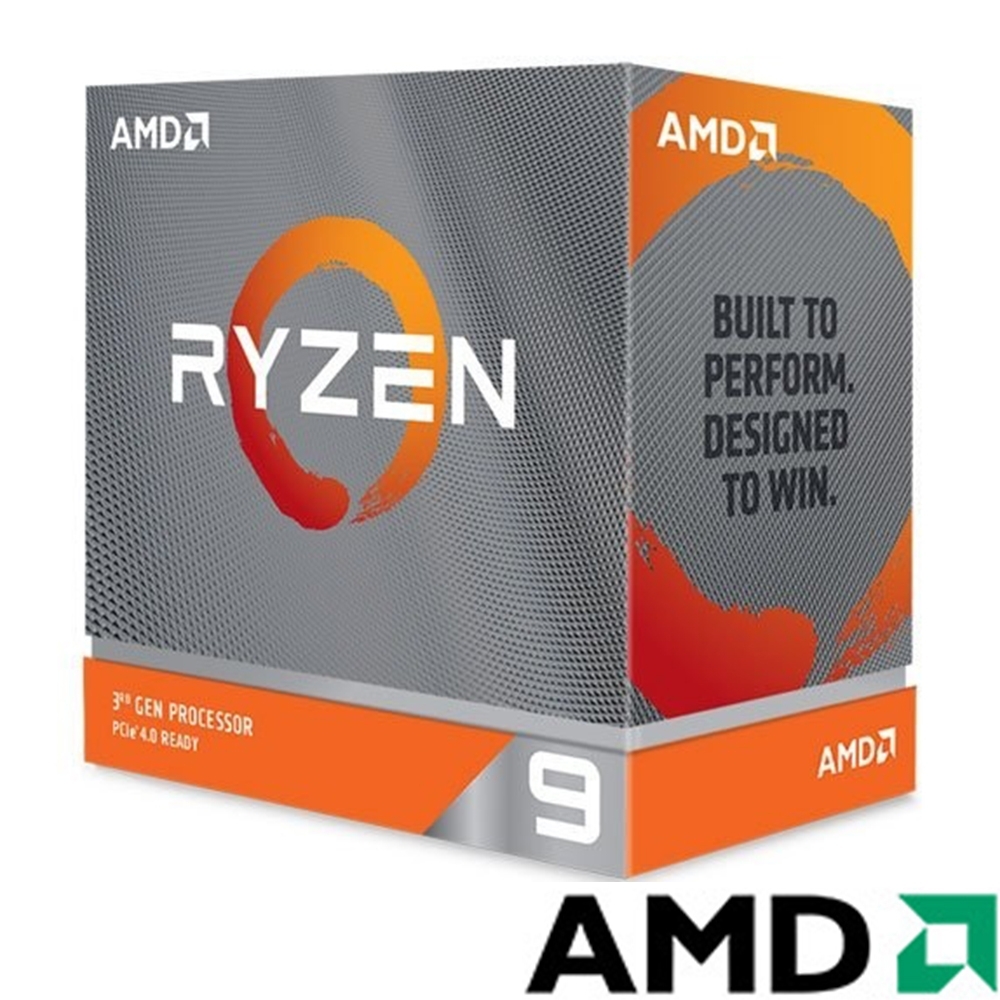 AMD
RYZEN
3RD GEN PROCESSOR
PCIe® 4.0 READY
9
AMD
BUILT TO
PERFORM.
DESIGNED
TO WIN.
AMD
AMD